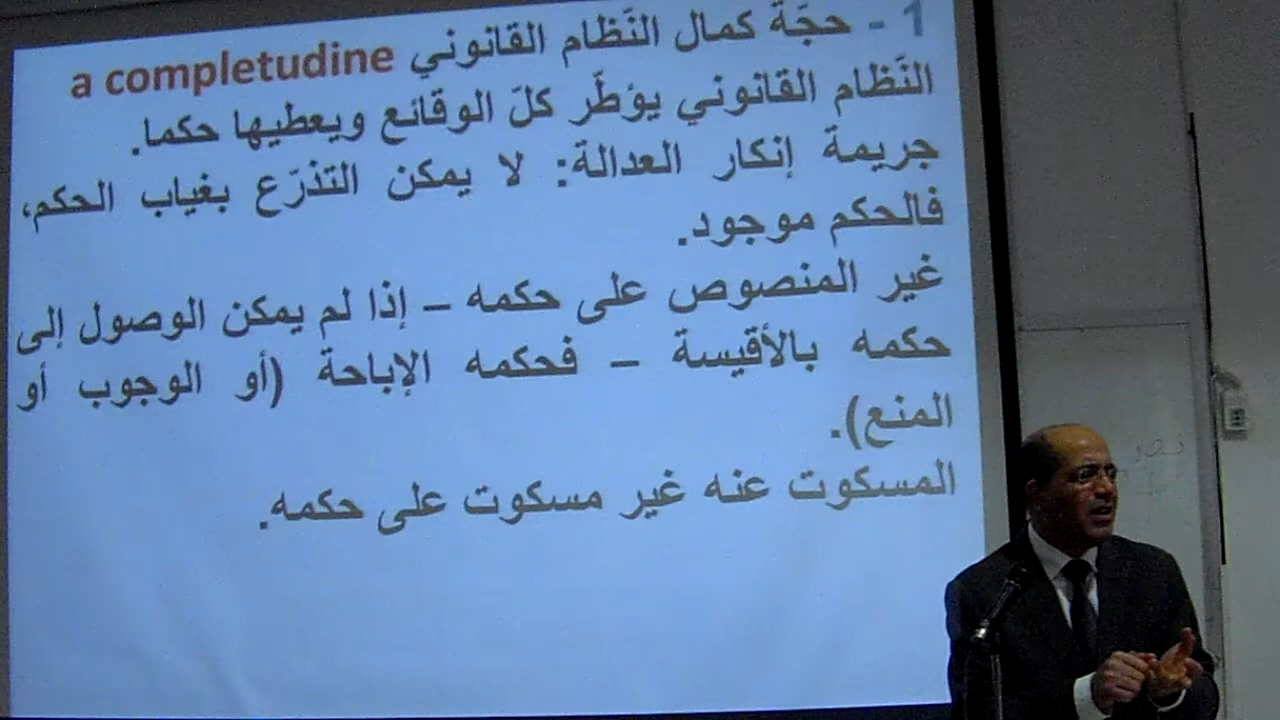 1 - حجّة كمال النّظام القانوني a completudine
النّظام القانوني يؤطّر كلّ الوقائع ويعطيها حكما.
جريمة إنكار العدالة: لا يمكن التذرّع بغياب الحكم،
فالحكم موجود.
غير المنصوص على حكمه – إذا لم يمكن الوصول إلى
حكمه بالأقيسة – فحكمه الإباحة (أو الوجوب أو
المنع).
المسكوت عنه غير مسكوت على حكمه.